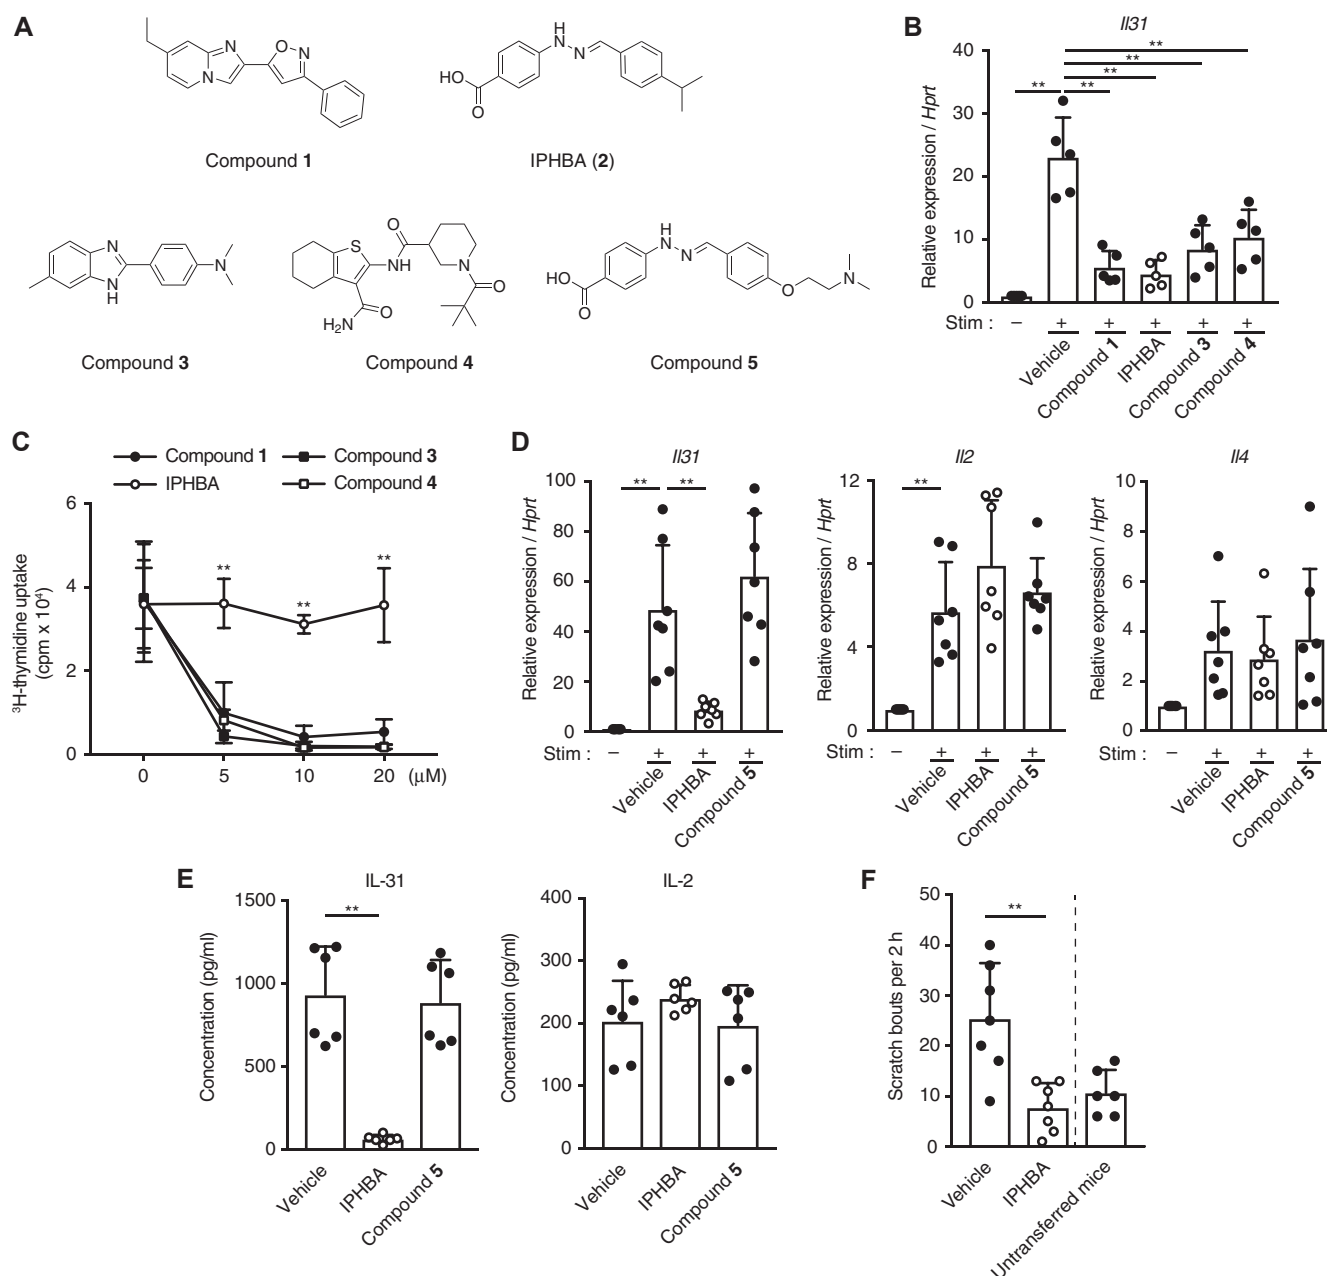 A
N
N
O
N
Compound 1
H
N
N
HO
O
IPHBA (2)
N
N
H
N
Compound 3
S
O
NH
N
O
O
H₂N
Compound 4
H
N
N
HO
O
O
N
Compound 5
B
Il31
Relative expression / Hprt
40
30
20
10
0
** ** ** ** **
Stim : – + + + + +
Vehicle
Compound 1
IPHBA
Compound 3
Compound 4
C
Compound 1
Compound 3
IPHBA
Compound 4
³H-thymidine uptake
(cpm x 10⁴)
6
4
2
0
** ** **
0 5 10 20 (μM)
D
Il31
Relative expression / Hprt
100
80
60
40
20
0
** **
Stim : – + + +
Vehicle
IPHBA
Compound 5
Il2
Relative expression / Hprt
12
8
4
0
**
Stim : – + + +
Vehicle
IPHBA
Compound 5
Il4
Relative expression / Hprt
10
8
6
4
2
0
Stim : – + + +
Vehicle
IPHBA
Compound 5
E
IL-31
Concentration (pg/ml)
1500
1000
500
0
**
Vehicle
IPHBA
Compound 5
IL-2
Concentration (pg/ml)
400
300
200
100
0
Vehicle
IPHBA
Compound 5
F
Scratch bouts per 2 h
50
40
30
20
10
0
**
Vehicle
IPHBA
Untransferred mice